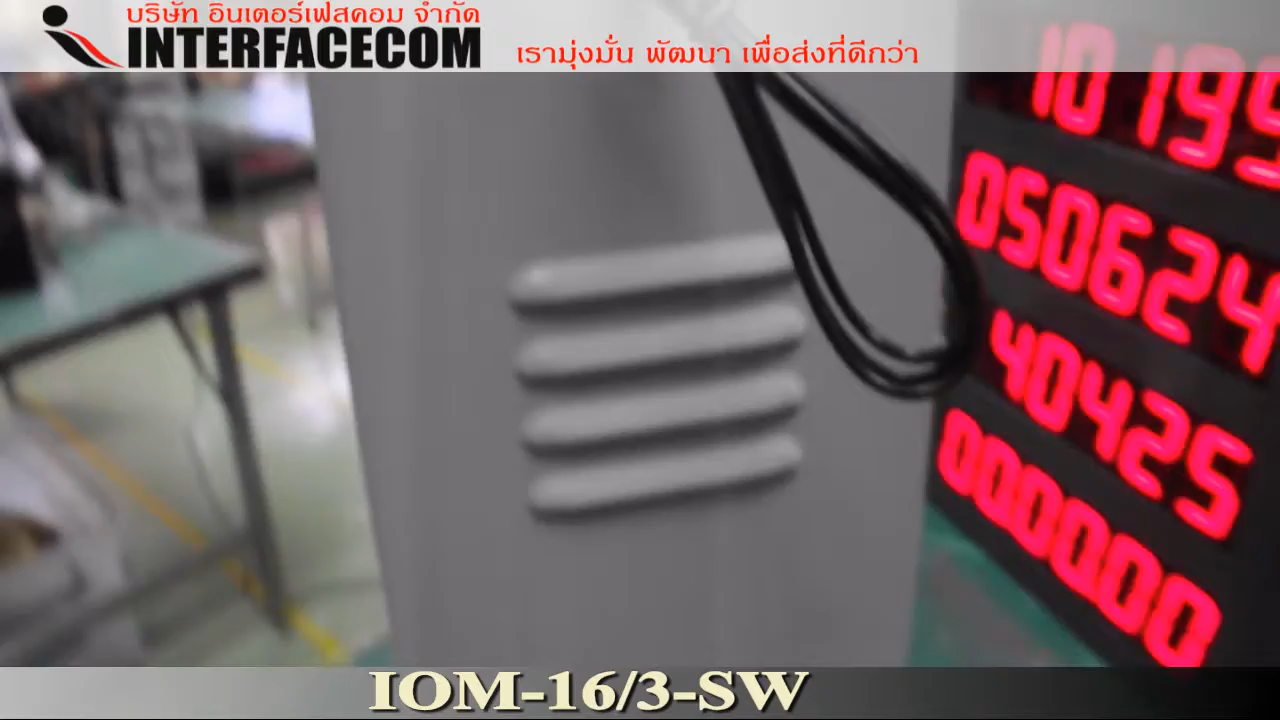 บริษัท อินเตอร์เฟสคอม จำกัด
INTERFACECOM
เรามุ่งมั่น พัฒนา เพื่อส่งที่ดีกว่า
10199
050624
40425
000000
IOM-16/3-SW